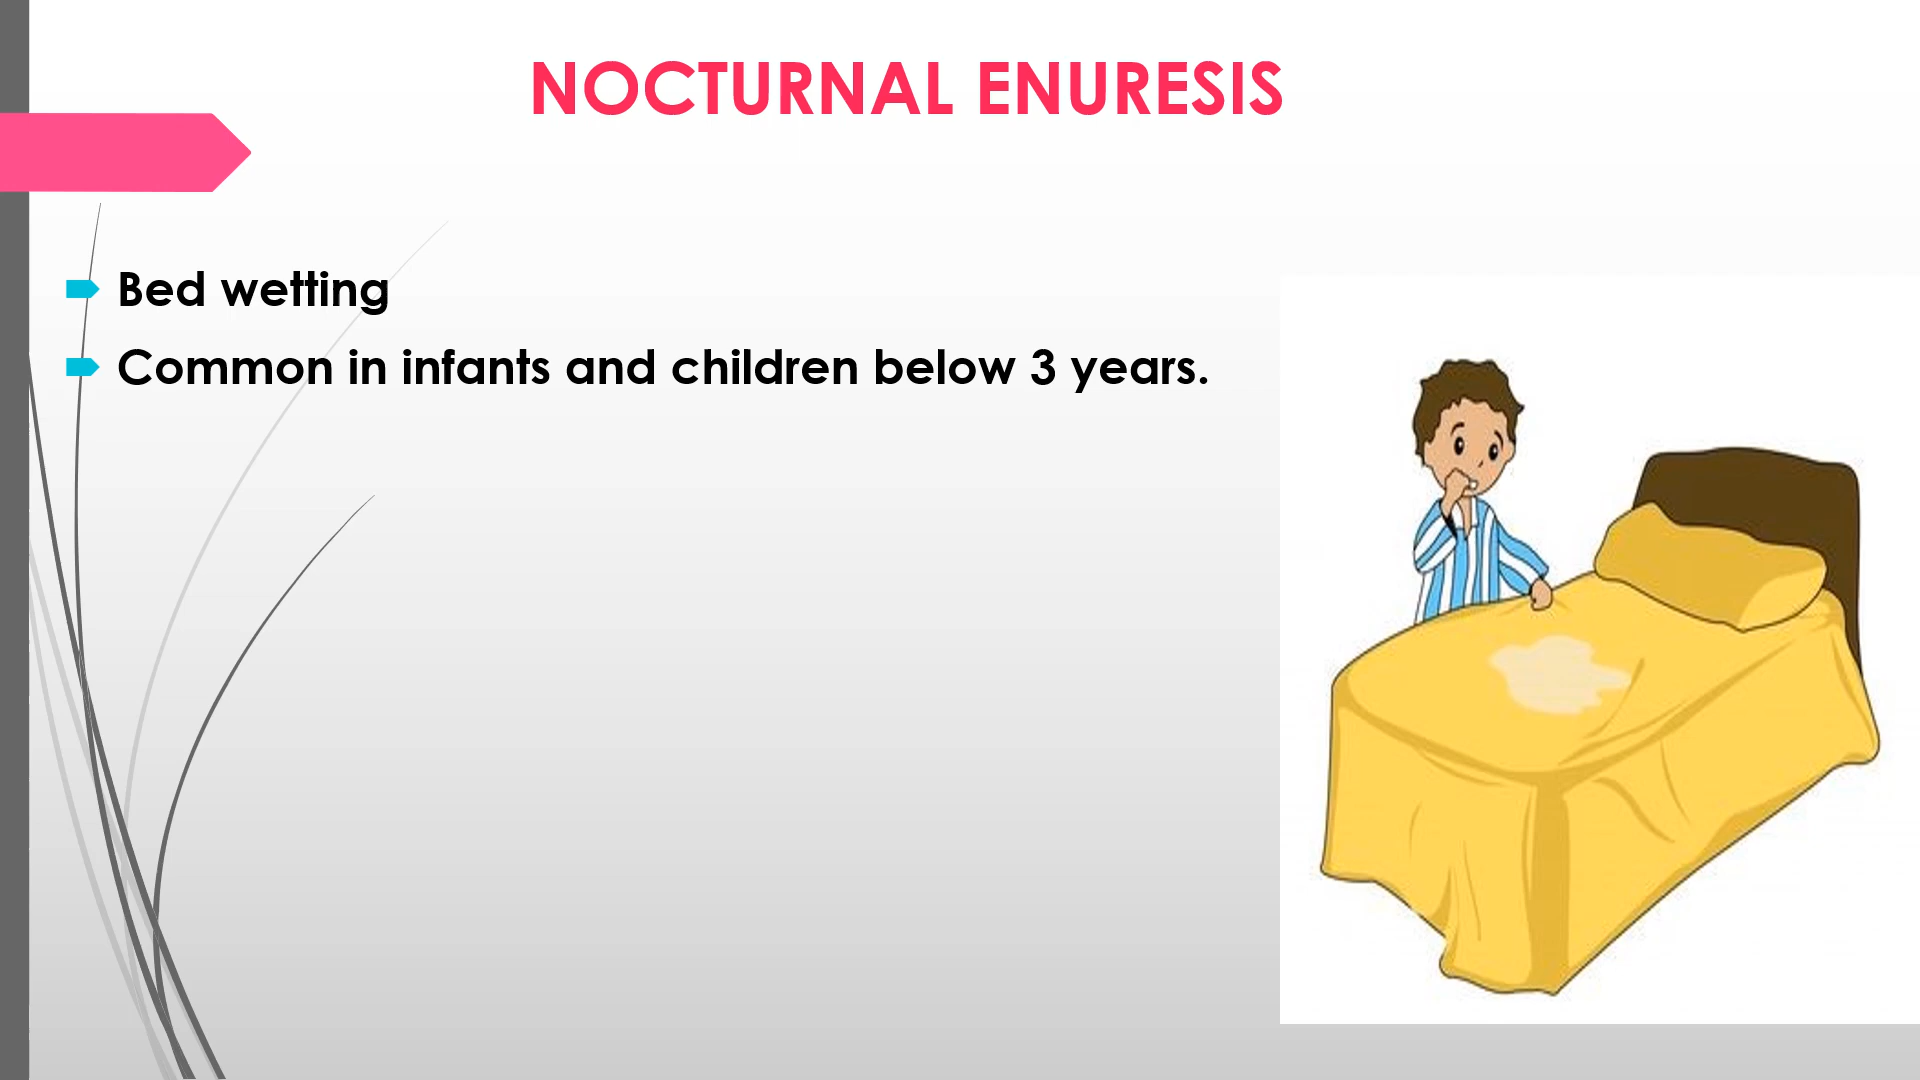 NOCTURNAL ENURESIS
Bed wetting
Common in infants and children below 3 years.